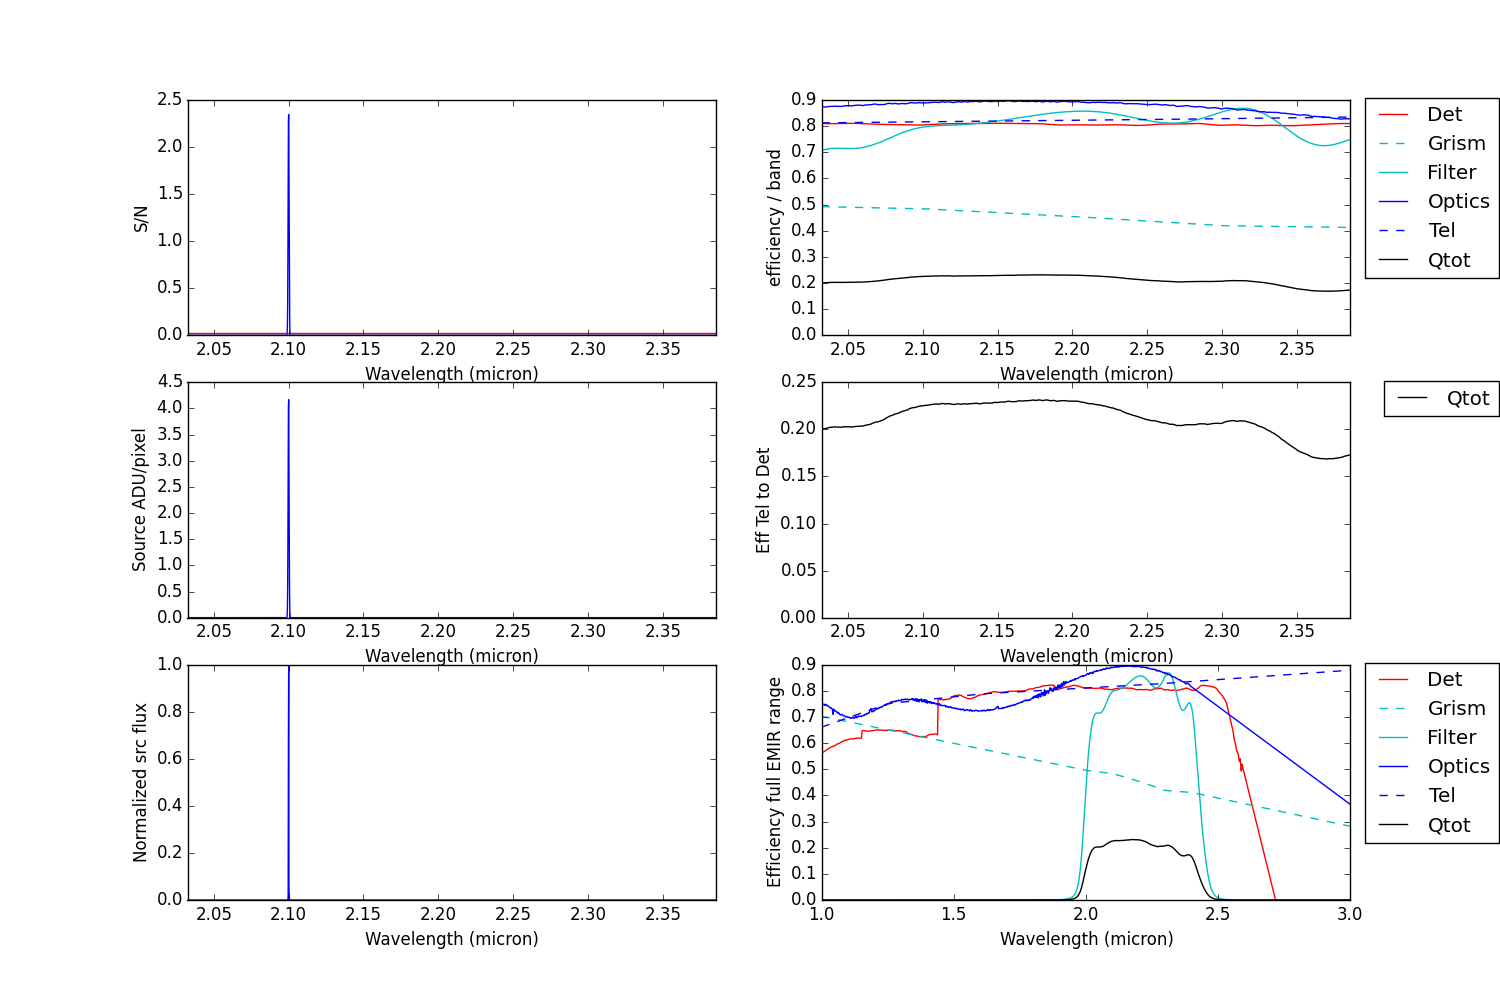 2.5
2.0
1.5
1.0
0.5
0.0
S/N
2.05 2.10 2.15 2.20 2.25 2.30 2.35
Wavelength (micron)
0.9
0.8
0.7
0.6
0.5
0.4
0.3
0.2
0.1
0.0
efficiency / band
2.05 2.10 2.15 2.20 2.25 2.30 2.35
Wavelength (micron)
Det
Grism
Filter
Optics
Tel
Qtot
4.5
4.0
3.5
3.0
2.5
2.0
1.5
1.0
0.5
0.0
Source ADU/pixel
2.05 2.10 2.15 2.20 2.25 2.30 2.35
Wavelength (micron)
0.25
0.20
0.15
0.10
0.05
0.00
Eff Tel to Det
2.05 2.10 2.15 2.20 2.25 2.30 2.35
Wavelength (micron)
Qtot
1.0
0.8
0.6
0.4
0.2
0.0
Normalized src flux
2.05 2.10 2.15 2.20 2.25 2.30 2.35
Wavelength (micron)
0.9
0.8
0.7
0.6
0.5
0.4
0.3
0.2
0.1
0.0
Efficiency full EMIR range
1.0 1.5 2.0 2.5 3.0
Wavelength (micron)
Det
Grism
Filter
Optics
Tel
Qtot